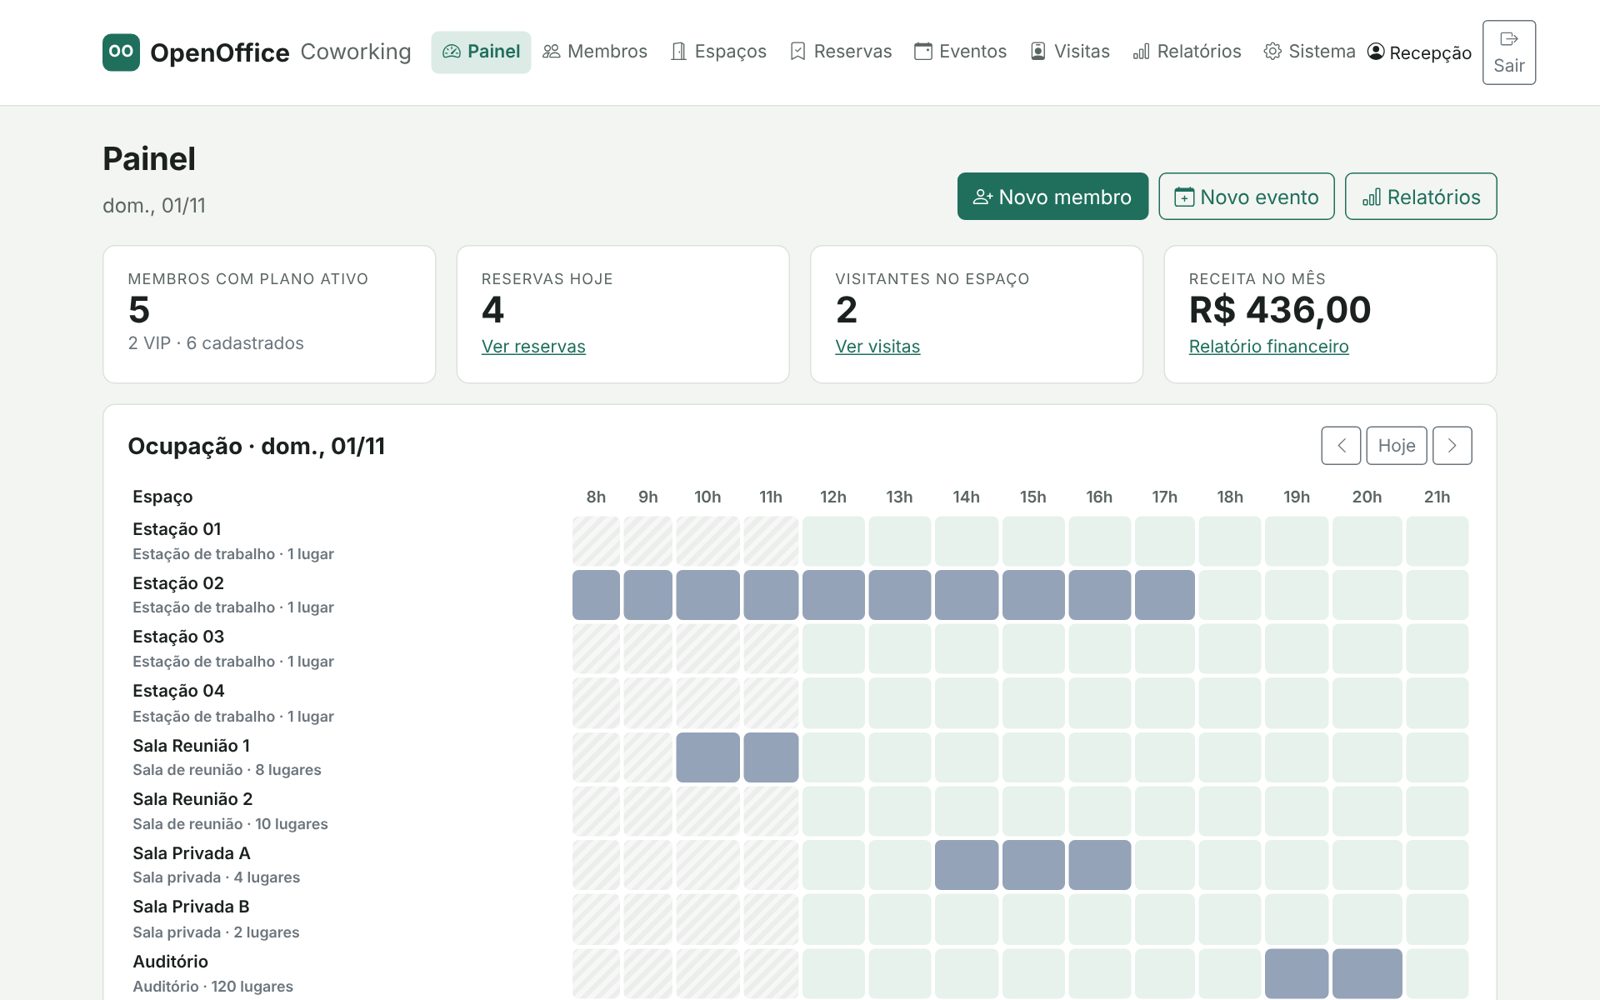 OpenOffice Coworking Painel Membros Espaços Reservas Eventos Visitas Relatórios Sistema Recepção Sair
Painel
dom., 01/11
Novo membro Novo evento Relatórios
MEMBROS COM PLANO ATIVO
5
2 VIP · 6 cadastrados
RESERVAS HOJE
4
Ver reservas
VISITANTES NO ESPAÇO
2
Ver visitas
RECEITA NO MÊS
R$ 436,00
Relatório financeiro
Ocupação · dom., 01/11
Hoje
Espaço 8h 9h 10h 11h 12h 13h 14h 15h 16h 17h 18h 19h 20h 21h
Estação 01
Estação de trabalho · 1 lugar
Estação 02
Estação de trabalho · 1 lugar
Estação 03
Estação de trabalho · 1 lugar
Estação 04
Estação de trabalho · 1 lugar
Sala Reunião 1
Sala de reunião · 8 lugares
Sala Reunião 2
Sala de reunião · 10 lugares
Sala Privada A
Sala privada · 4 lugares
Sala Privada B
Sala privada · 2 lugares
Auditório
Auditório · 120 lugares